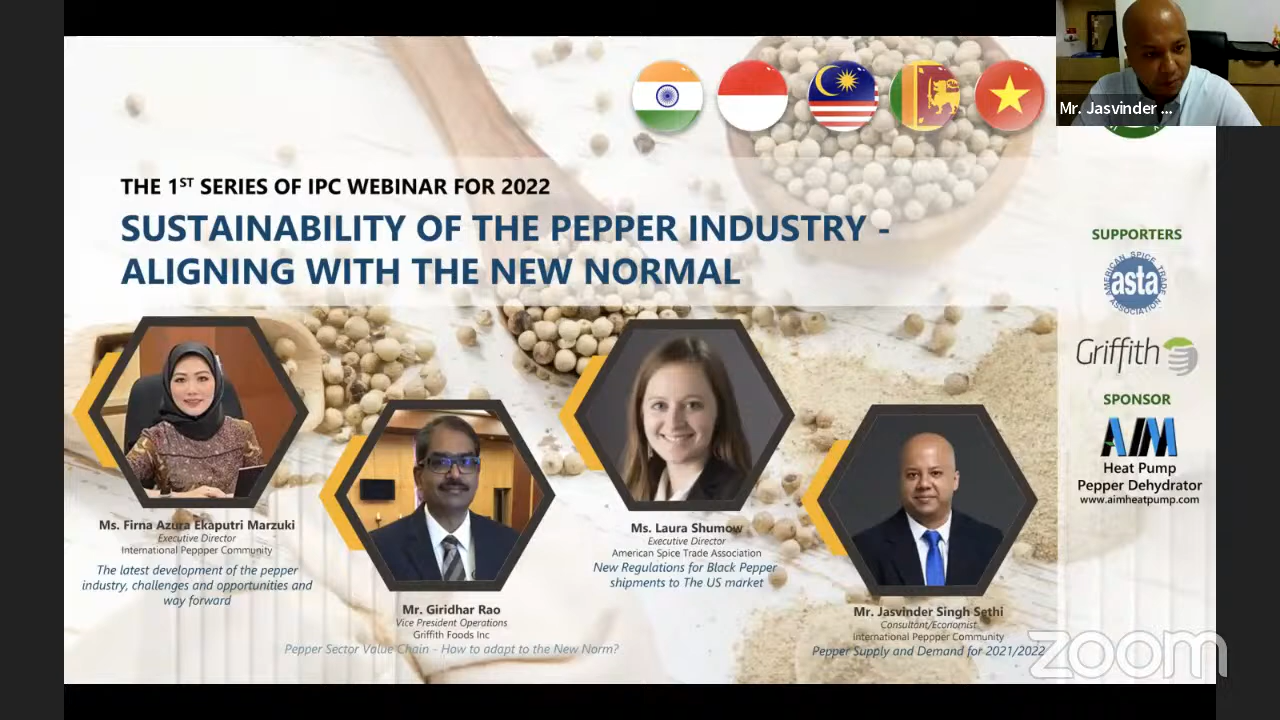 Mr. Jasvinder ...
THE 1ST SERIES OF IPC WEBINAR FOR 2022
SUSTAINABILITY OF THE PEPPER INDUSTRY -
ALIGNING WITH THE NEW NORMAL
SUPPORTERS
AMERICAN SPICE TRADE ASSOCIATION
asta
Griffith
SPONSOR
AIM
Heat Pump
Pepper Dehydrator
www.aimheatpump.com
Ms. Firna Azura Ekaputri Marzuki
Executive Director
International Peppper Community
The latest development of the pepper
industry, challenges and opportunities and
way forward
Mr. Giridhar Rao
Vice President Operations
Griffith Foods Inc
Pepper Sector Value Chain - How to adapt to the New Norm?
Ms. Laura Shumow
Executive Director
American Spice Trade Association
New Regulations for Black Pepper
shipments to The US market
Mr. Jasvinder Singh Sethi
Consultant/Economist
International Peppper Community
Pepper Supply and Demand for 2021/2022
zoom